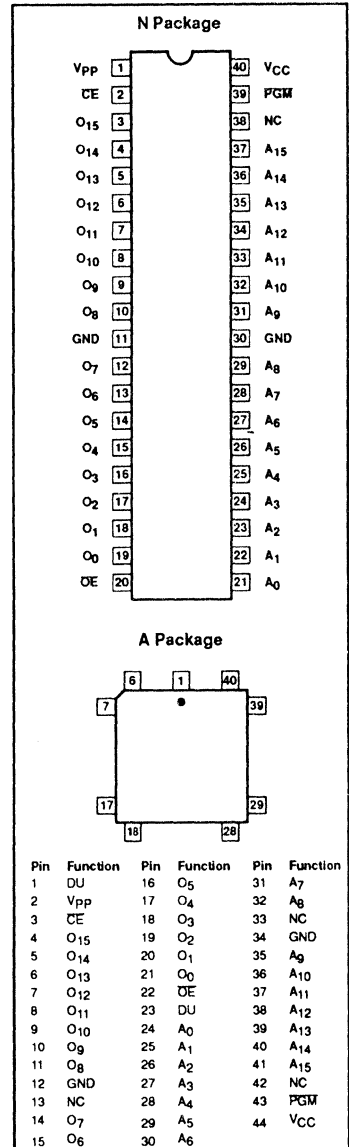 N Package
VPP 1 40 VCC
CE 2 39 PGM
O15 3 38 NC
O14 4 37 A15
O13 5 36 A14
O12 6 35 A13
O11 7 34 A12
O10 8 33 A11
O9 9 32 A10
O8 10 31 A9
GND 11 30 GND
O7 12 29 A8
O6 13 28 A7
O5 14 27 A6
O4 15 26 A5
O3 16 25 A4
O2 17 24 A3
O1 18 23 A2
O0 19 22 A1
OE 20 21 A0
A Package
6 1 40
7 39
17 29
18 28
Pin Function Pin Function Pin Function
1 DU 16 O5 31 A7
2 VPP 17 O4 32 A8
3 CE 18 O3 33 NC
4 O15 19 O2 34 GND
5 O14 20 O1 35 A9
6 O13 21 O0 36 A10
7 O12 22 OE 37 A11
8 O11 23 DU 38 A12
9 O10 24 A0 39 A13
10 O9 25 A1 40 A14
11 O8 26 A2 41 A15
12 GND 27 A3 42 NC
13 NC 28 A4 43 PGM
14 O7 29 A5 44 VCC
15 O6 30 A6